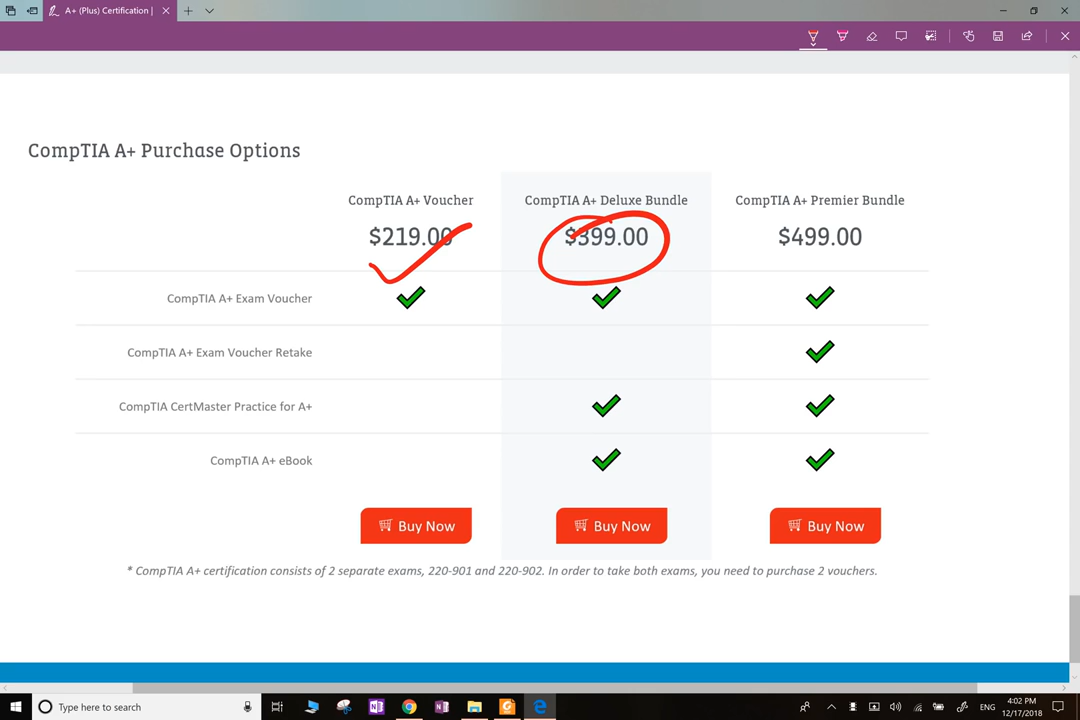 A+ (Plus) Certification |
CompTIA A+ Purchase Options
CompTIA A+ Voucher
CompTIA A+ Deluxe Bundle
CompTIA A+ Premier Bundle
$219.00
$399.00
$499.00
CompTIA A+ Exam Voucher
CompTIA A+ Exam Voucher Retake
CompTIA CertMaster Practice for A+
CompTIA A+ eBook
Buy Now
Buy Now
Buy Now
* CompTIA A+ certification consists of 2 separate exams, 220-901 and 220-902. In order to take both exams, you need to purchase 2 vouchers.
Type here to search
ENG
4:02 PM
12/17/2018